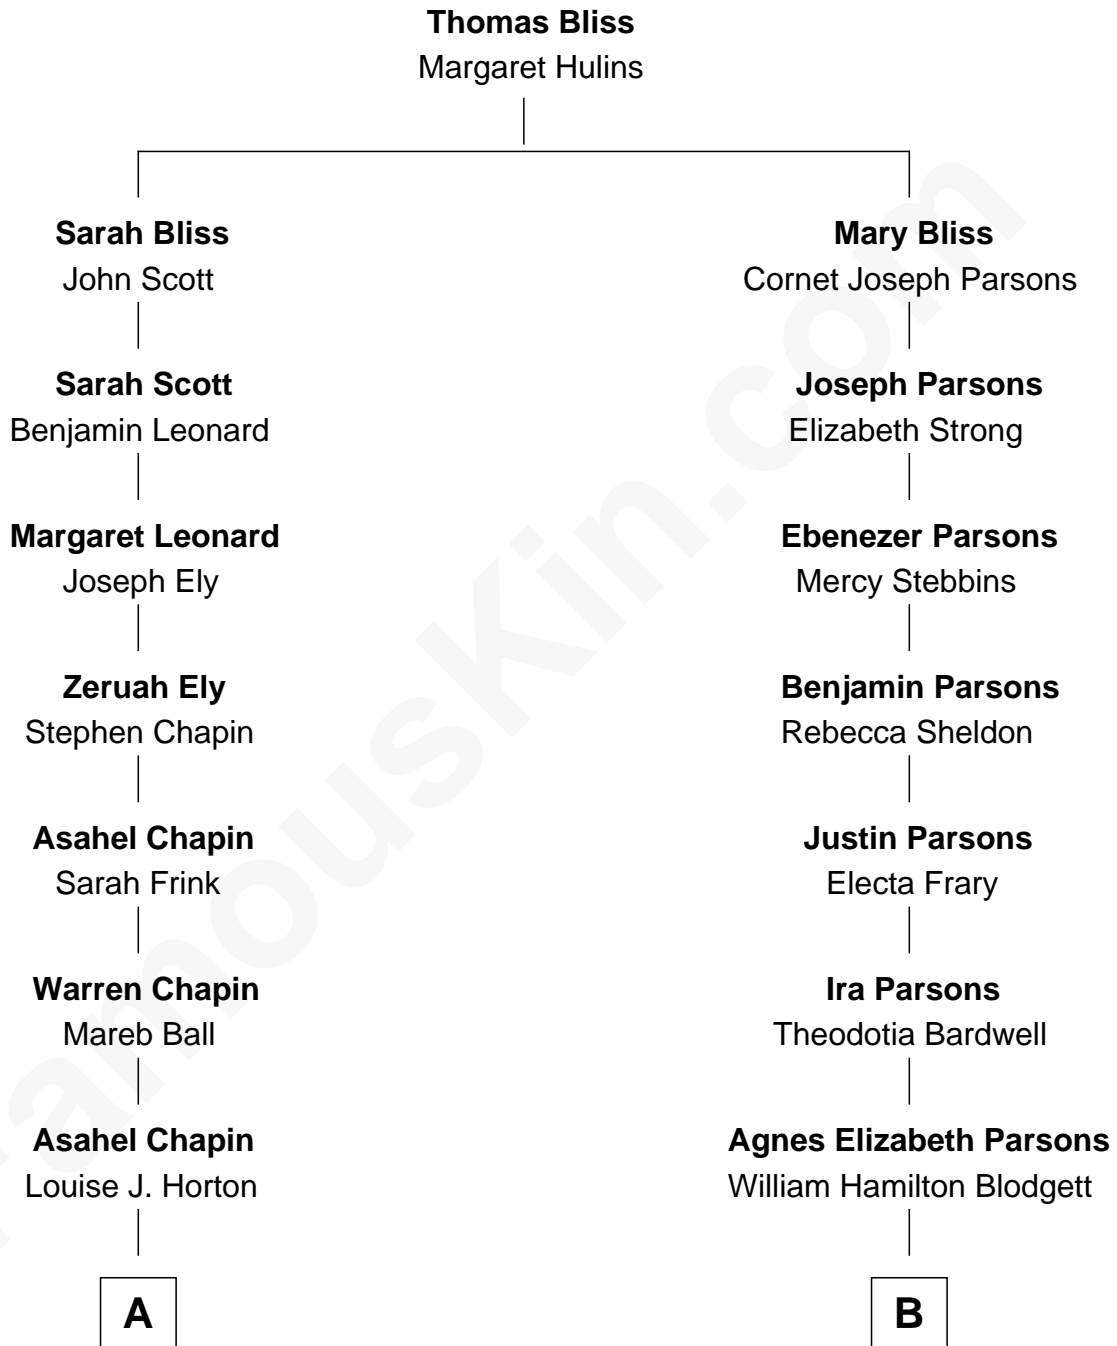 Thomas Bliss
Margaret Hulins
Sarah Bliss
John Scott
Mary Bliss
Cornet Joseph Parsons
Sarah Scott
Benjamin Leonard
Joseph Parsons
Elizabeth Strong
Margaret Leonard
Joseph Ely
Ebenezer Parsons
Mercy Stebbins
Zeruah Ely
Stephen Chapin
Benjamin Parsons
Rebecca Sheldon
Asahel Chapin
Sarah Frink
Justin Parsons
Electa Frary
Warren Chapin
Mareb Ball
Ira Parsons
Theodotia Bardwell
Asahel Chapin
Louise J. Horton
Agnes Elizabeth Parsons
William Hamilton Blodgett
A
B
FamousKin.com